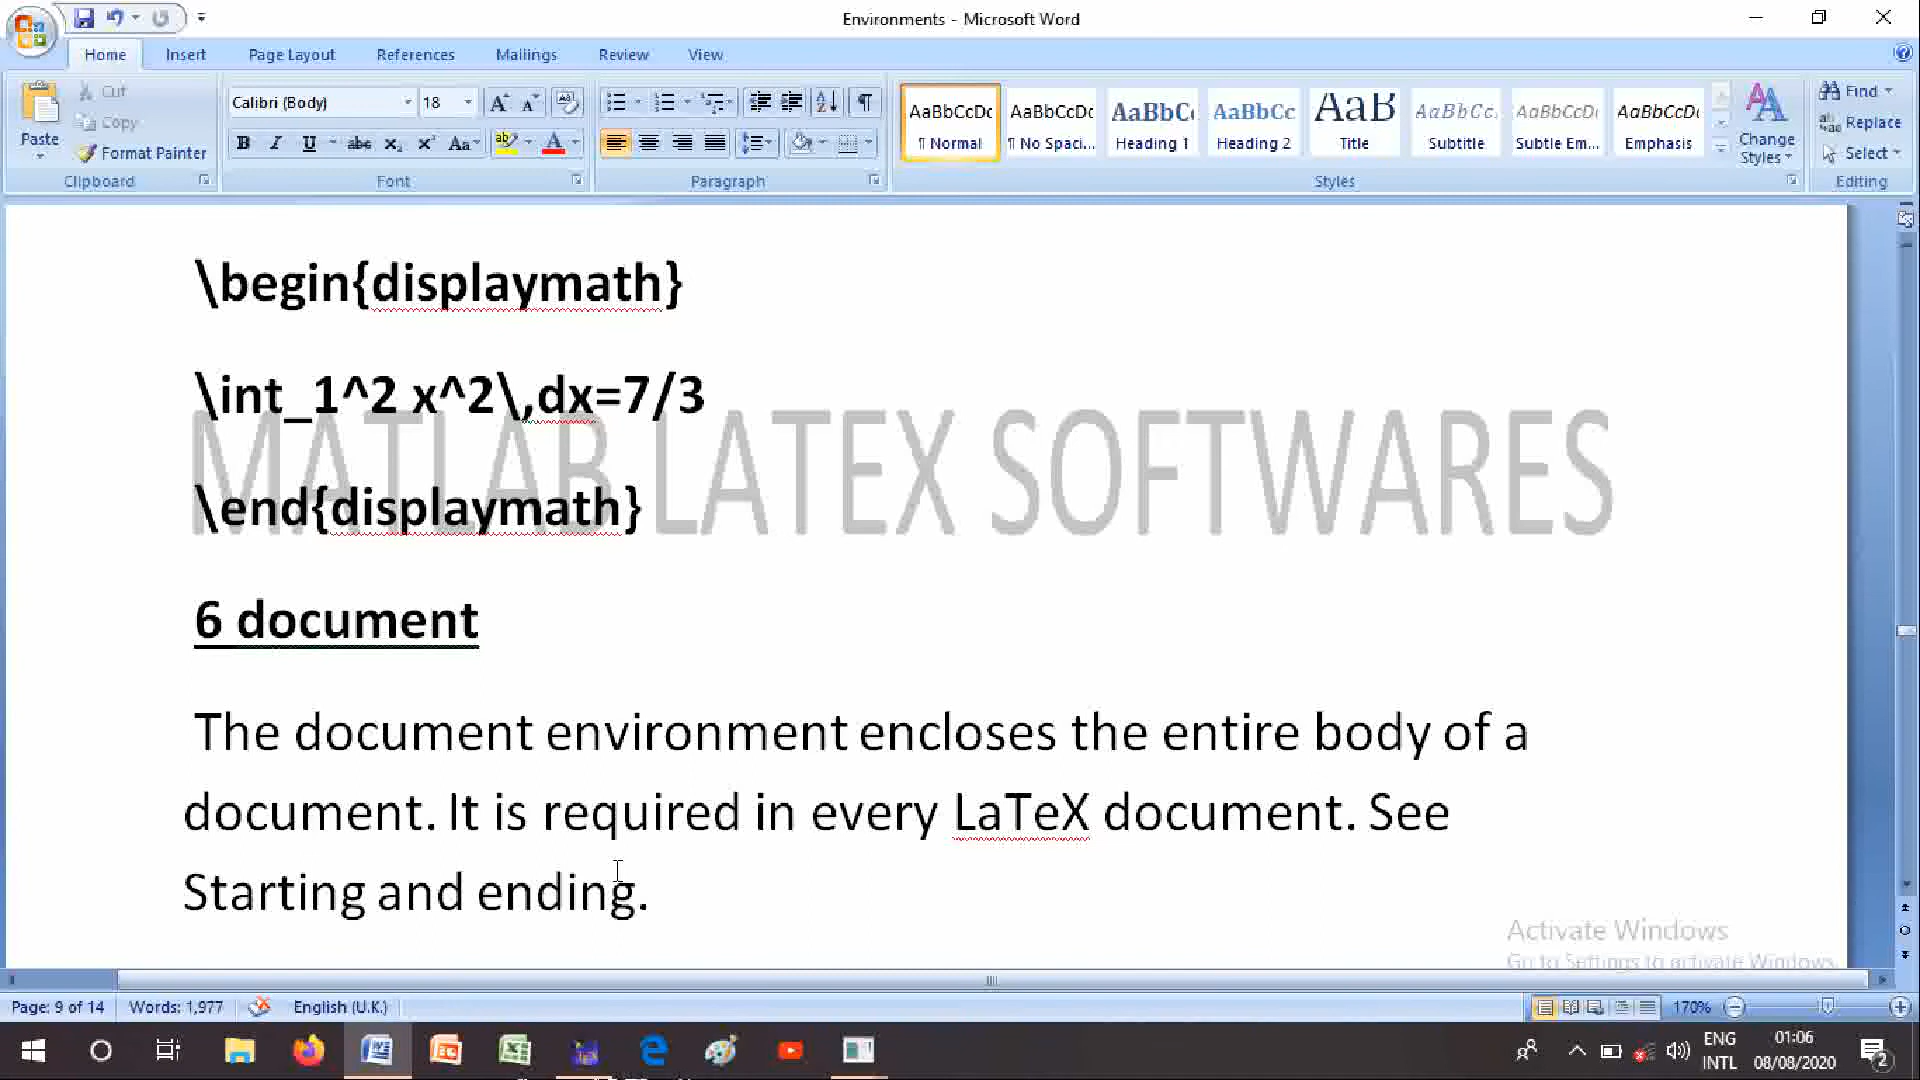 Environments - Microsoft Word
Home Insert Page Layout References Mailings Review View
Paste
Cut
Copy
Format Painter
Clipboard
Calibri (Body) 18
Font
Paragraph
AaBbCcDc AaBbCcDc AaBbC AaBbCc AaB AaBbCc. AaBbCcDi AaBbCcDi
¶ Normal ¶ No Spaci... Heading 1 Heading 2 Title Subtitle Subtle Em... Emphasis
Styles
Change Styles
Find
Replace
Select
Editing
\begin{displaymath}
\int_1^2 x^2\,dx=7/3
MATLAB LATEX SOFTWARES
\end{displaymath}
6 document
The document environment encloses the entire body of a
document. It is required in every LaTeX document. See
Starting and ending.
Activate Windows
Go to Settings to activate Windows.
Page: 9 of 14 Words: 1,977 English (U.K.) 170%
ENG 01:06
INTL 08/08/2020 2